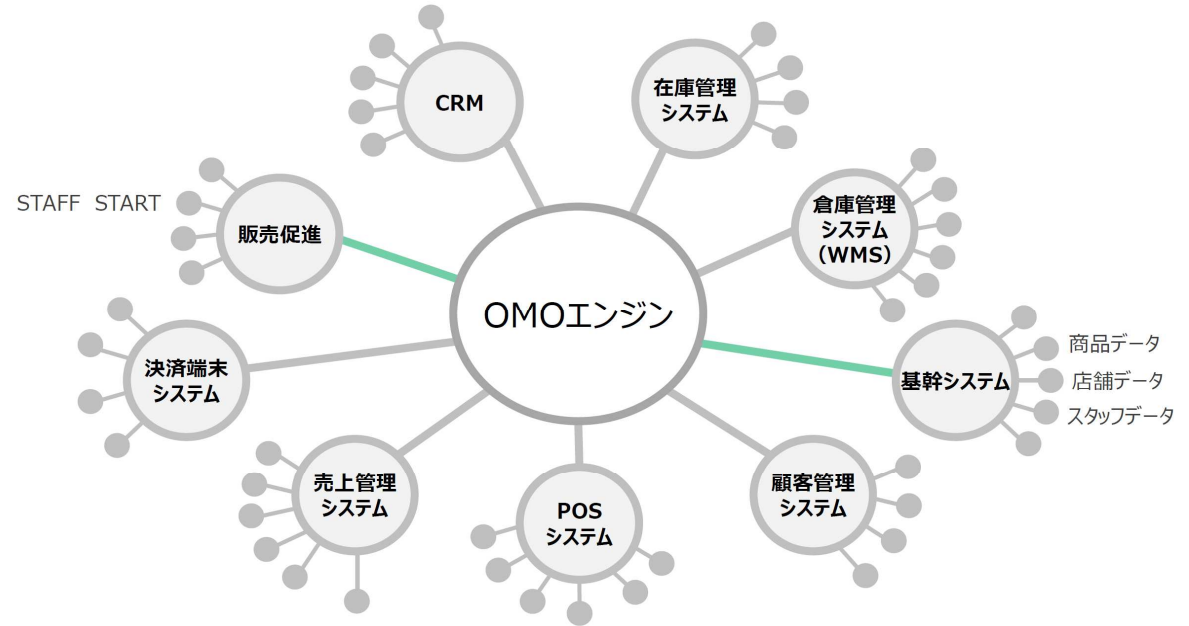 CRM
在庫管理
システム
STAFF START
販売促進
倉庫管理
システム
（WMS）
OMOエンジン
決済端末
システム
基幹システム
商品データ
店舗データ
スタッフデータ
売上管理
システム
POS
システム
顧客管理
システム